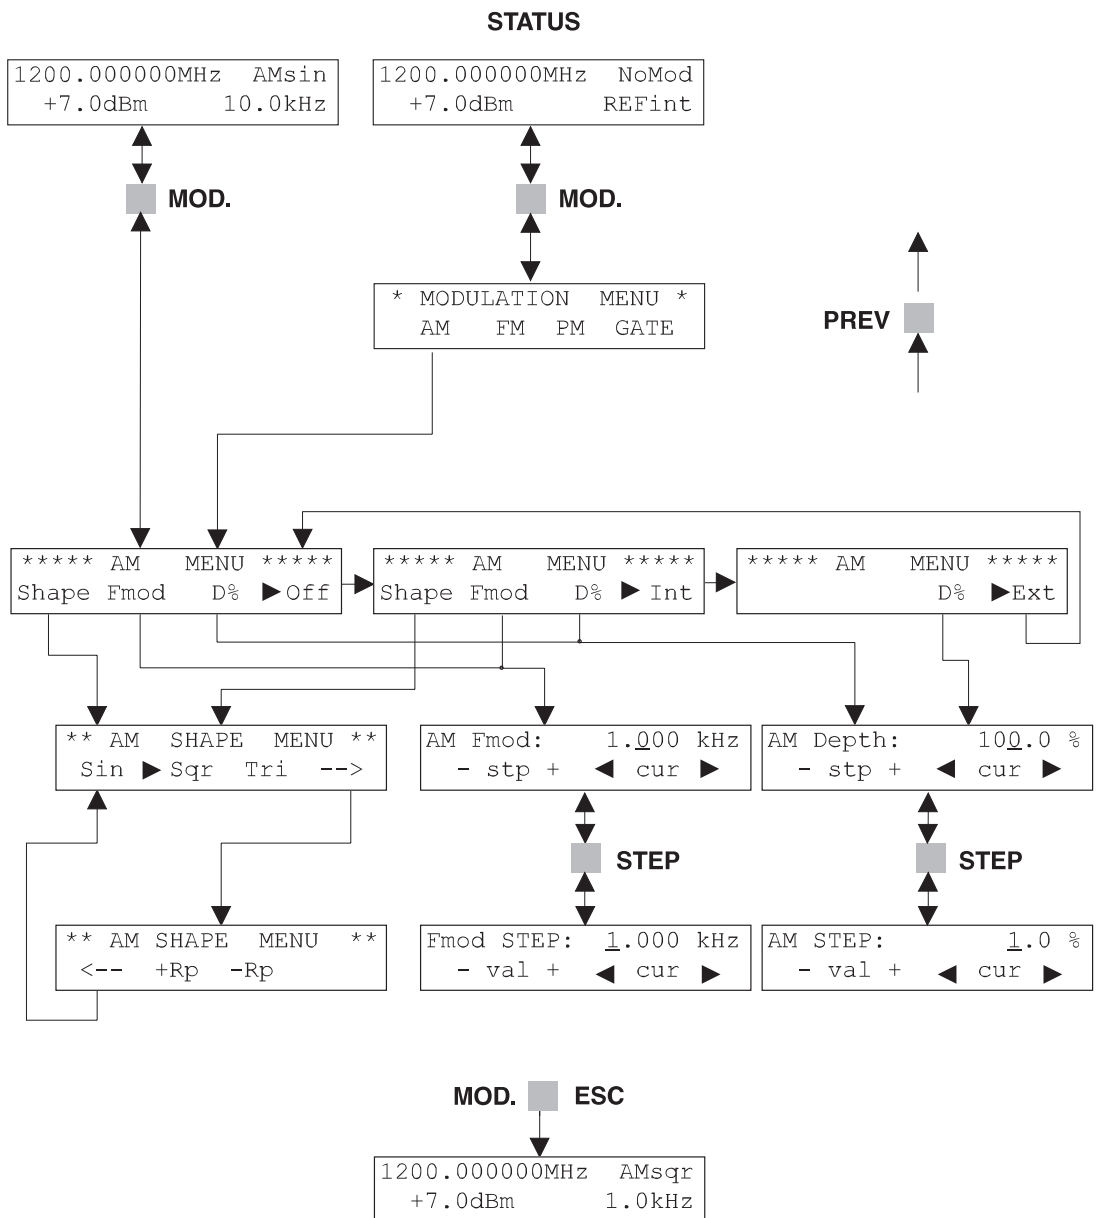 STATUS
1200.000000MHz AMsin
+7.0dBm 10.0kHz
1200.000000MHz NoMod
+7.0dBm REFint
MOD.
MOD.
* MODULATION MENU *
AM FM PM GATE
PREV
***** AM MENU *****
Shape Fmod D% ▶Off
***** AM MENU *****
Shape Fmod D% ▶ Int
***** AM MENU *****
D% ▶Ext
** AM SHAPE MENU **
Sin ▶ Sqr Tri -->
AM Fmod: 1.000 kHz
- stp + ◀ cur ▶
AM Depth: 100.0 %
- stp + ◀ cur ▶
STEP
STEP
** AM SHAPE MENU **
<-- +Rp -Rp
Fmod STEP: 1.000 kHz
- val + ◀ cur ▶
AM STEP: 1.0 %
- val + ◀ cur ▶
MOD. ESC
1200.000000MHz AMsqr
+7.0dBm 1.0kHz